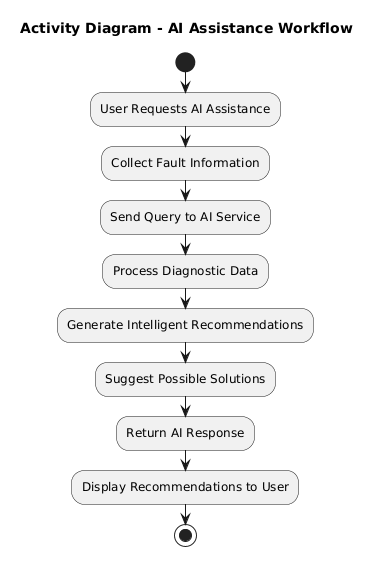 Activity Diagram - AI Assistance Workflow
User Requests AI Assistance
Collect Fault Information
Send Query to AI Service
Process Diagnostic Data
Generate Intelligent Recommendations
Suggest Possible Solutions
Return AI Response
Display Recommendations to User